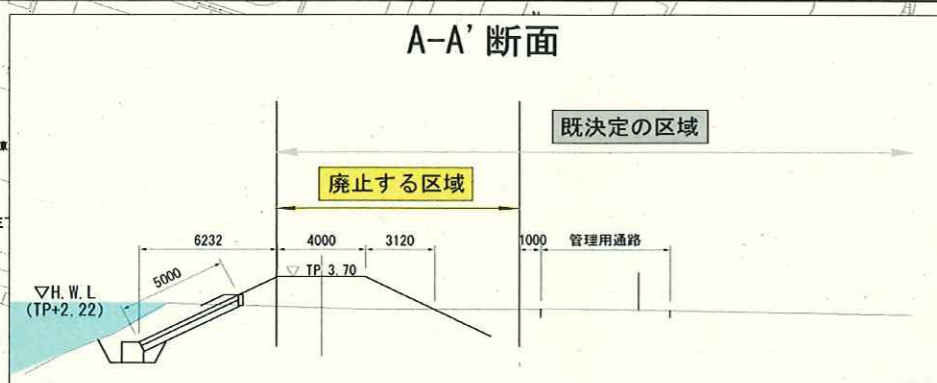 A-A' 断面
既決定の区域
廃止する区域
6232
4000
3120
1000
管理用通路
5000
▽ TP. 3.70
▽H.W.L
(TP+2.22)